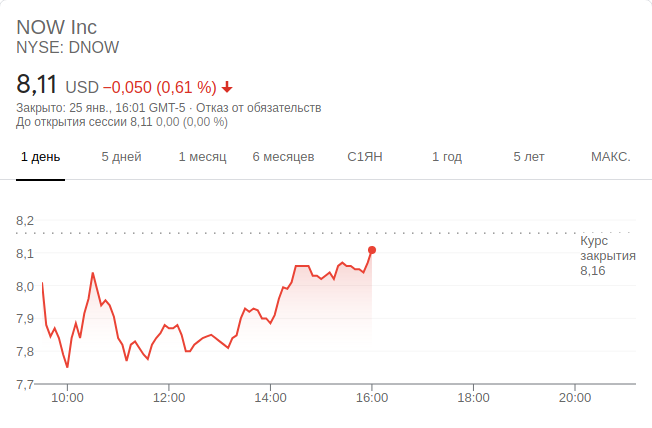 NOW Inc
NYSE: DNOW
8,11 USD −0,050 (0,61 %)
Закрыто: 25 янв., 16:01 GMT-5 · Отказ от обязательств
До открытия сессии 8,11 0,00 (0,00 %)
1 день 5 дней 1 месяц 6 месяцев С1ЯН 1 год 5 лет МАКС.
8,2
Курс
закрытия
8,16
8,1
8,0
7,9
7,8
7,7
10:00 12:00 14:00 16:00 18:00 20:00